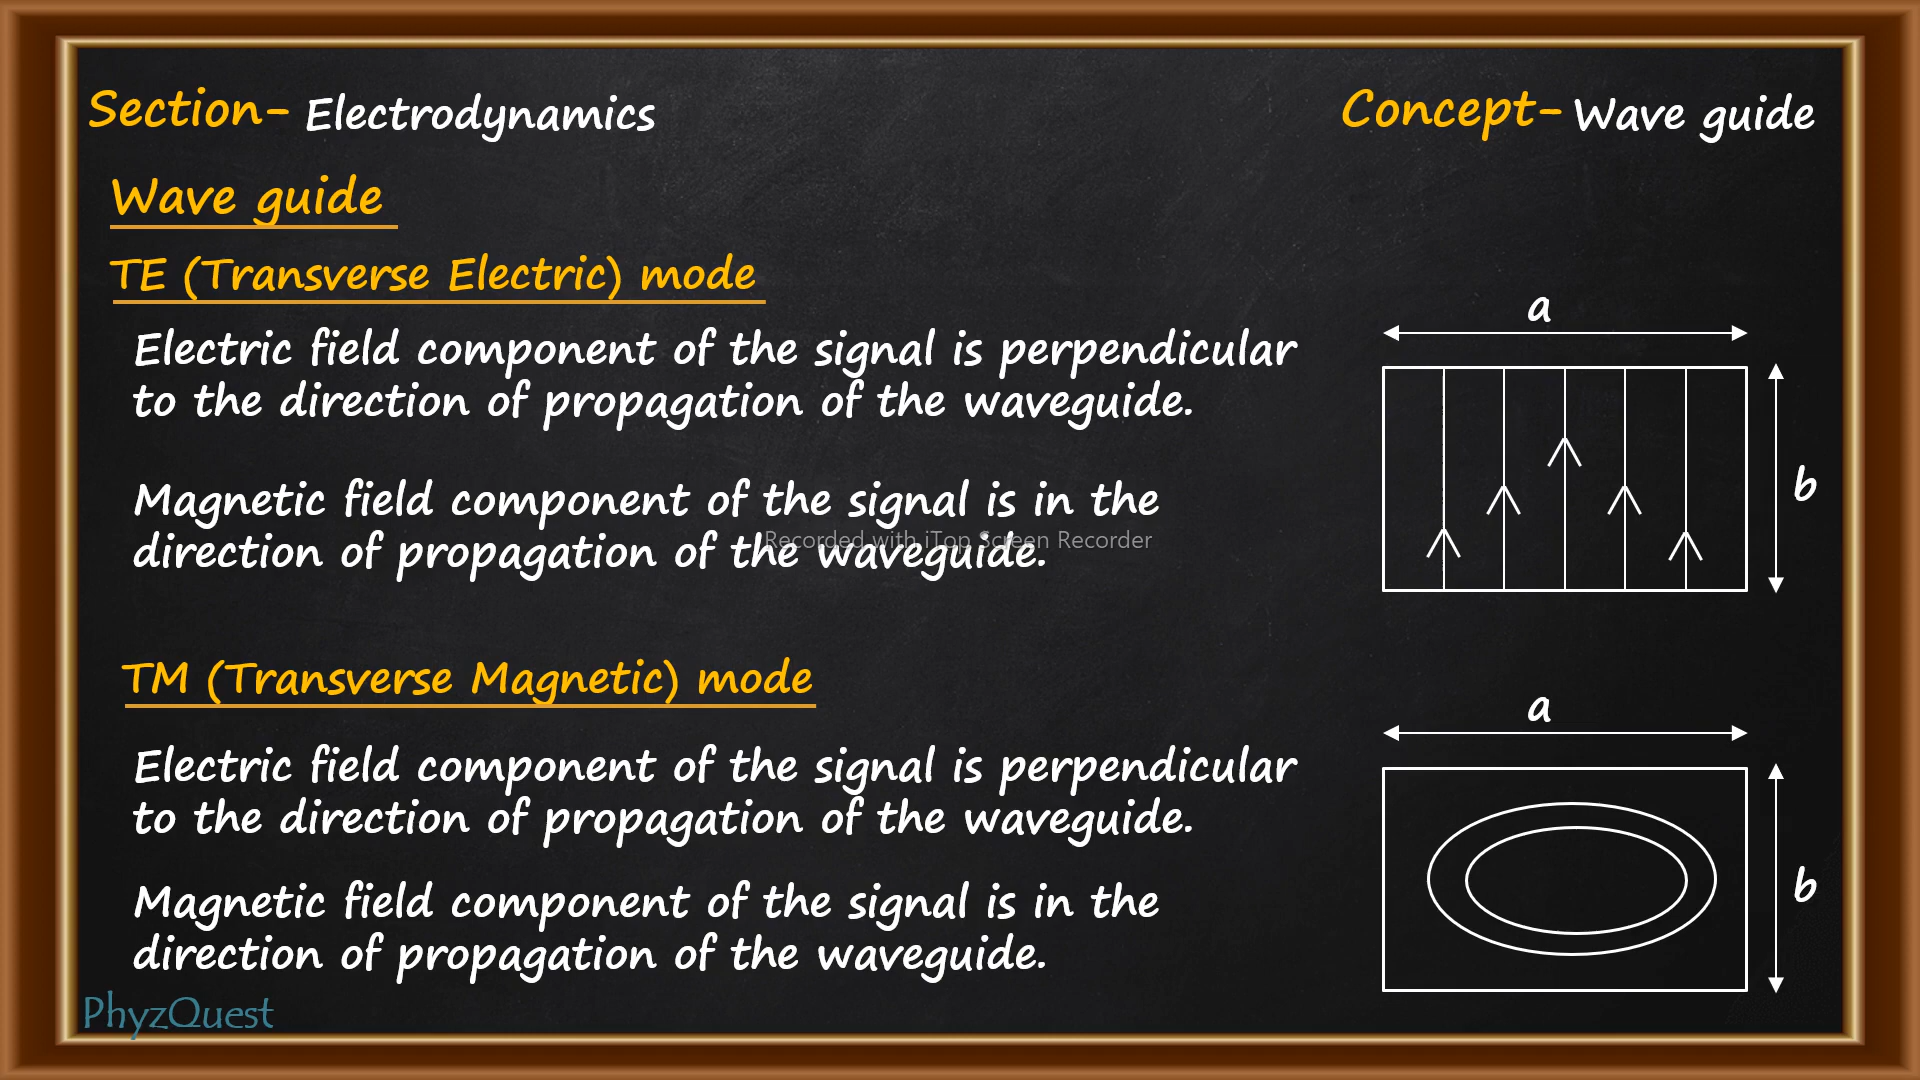 Section- Electrodynamics
Concept- Wave guide
Wave guide
TE (Transverse Electric) mode
Electric field component of the signal is perpendicular
to the direction of propagation of the waveguide.
Magnetic field component of the signal is in the
direction of propagation of the waveguide.
Recorded with iTop Screen Recorder
a
b
TM (Transverse Magnetic) mode
Electric field component of the signal is perpendicular
to the direction of propagation of the waveguide.
Magnetic field component of the signal is in the
direction of propagation of the waveguide.
a
b
PhyzQuest